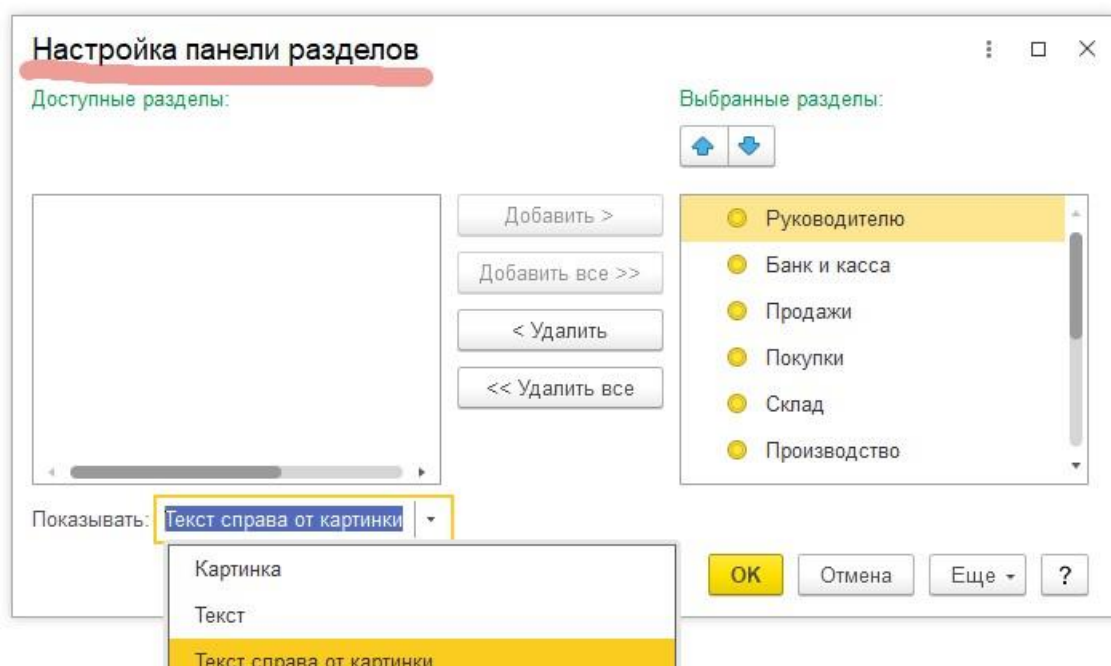 Настройка панели разделов
Доступные разделы:
Выбранные разделы:
Добавить >
Добавить все >>
< Удалить
<< Удалить все
Руководителю
Банк и касса
Продажи
Покупки
Склад
Производство
Показывать: Текст справа от картинки
Картинка
Текст
Текст справа от картинки
OK Отмена Еще ?